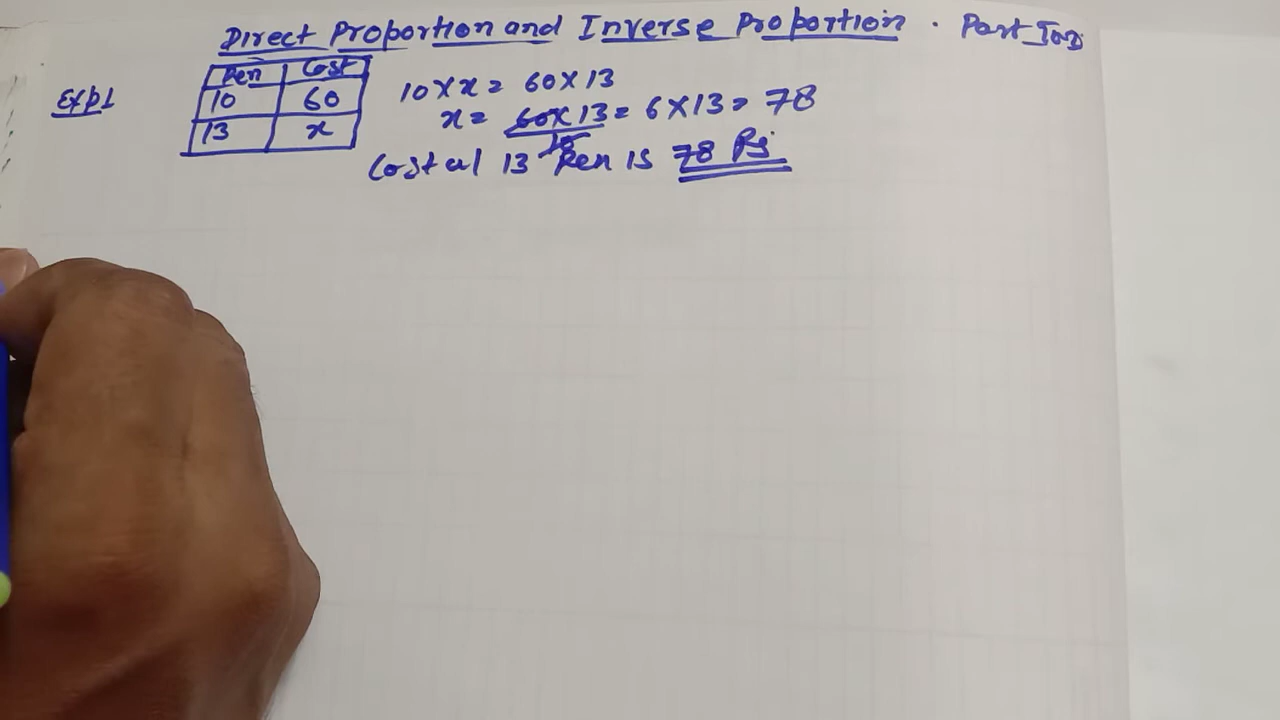 Direct Proportion and Inverse Proportion . Part
Exp1
Pen Cost
10 60
13 x
10 X x = 60 X 13
x = 60 X 13 / 10 = 6 X 13 = 78
Cost of 13 Pen is 78 Rs